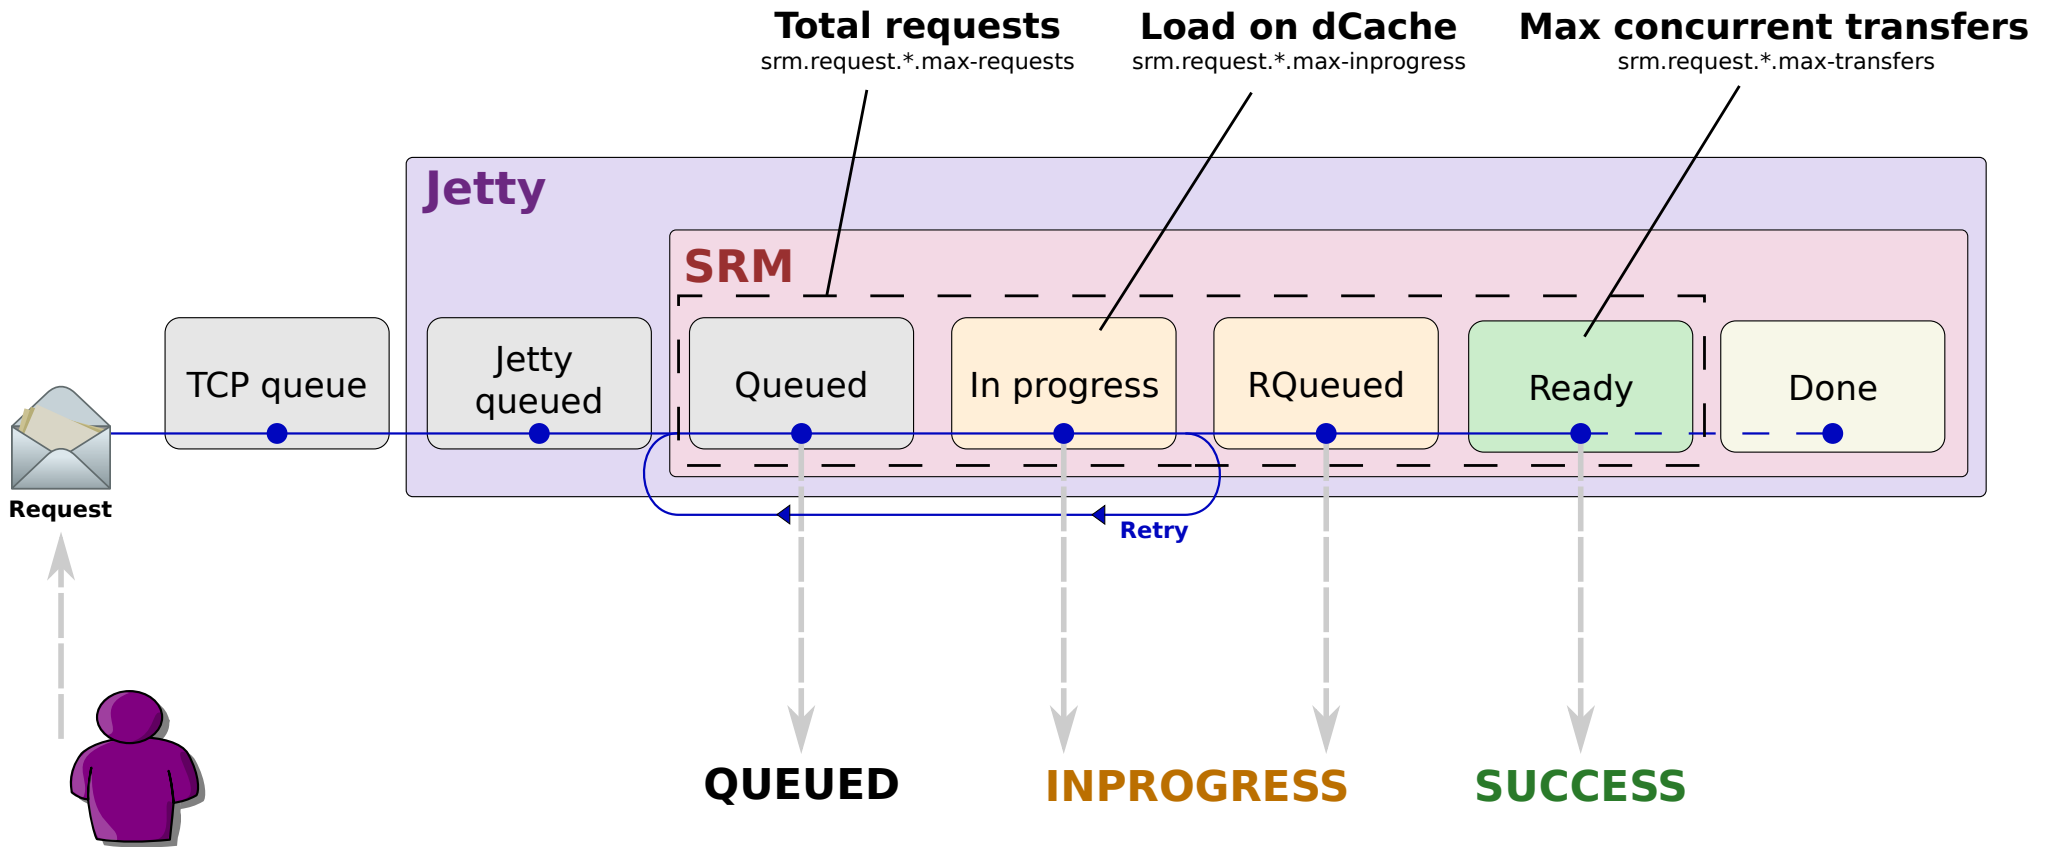 Total requests
srm.request.*.max-requests
Load on dCache
srm.request.*.max-inprogress
Max concurrent transfers
srm.request.*.max-transfers
Jetty
SRM
TCP queue
Jetty
queued
Queued
In progress
RQueued
Ready
Done
Request
Retry
QUEUED
INPROGRESS
SUCCESS